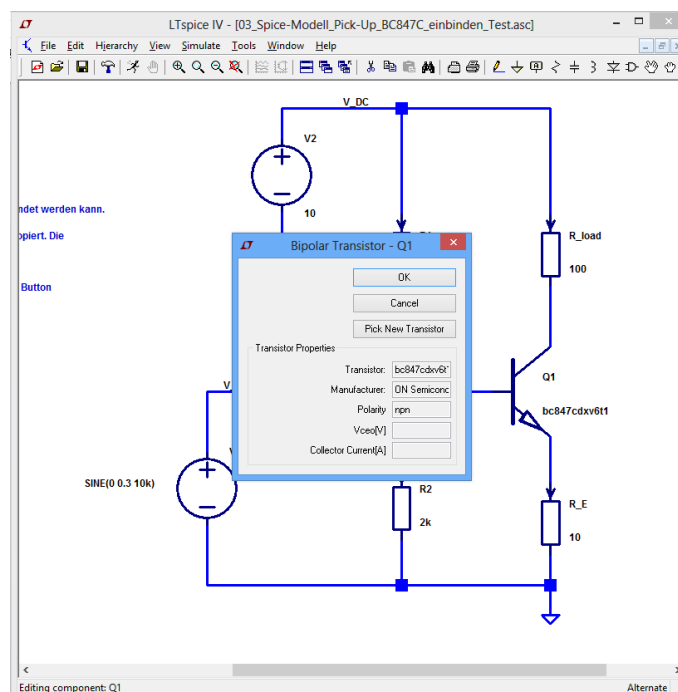 LTspice IV - [03_Spice-Modell_Pick-Up_BC847C_einbinden_Test.asc]
File Edit Hierarchy View Simulate Tools Window Help
V_DC
V2
10
ndet werden kann.
opiert. Die
Button
Bipolar Transistor - Q1
OK
Cancel
Pick New Transistor
Transistor Properties
Transistor: bc847cdxv6t
Manufacturer: ON Semiconc
Polarity npn
Vceo[V]
Collector Current[A]
R_load
100
Q1
bc847cdxv6t1
V
SINE(0 0.3 10k)
R2
2k
R_E
10
Editing component: Q1 Alternate